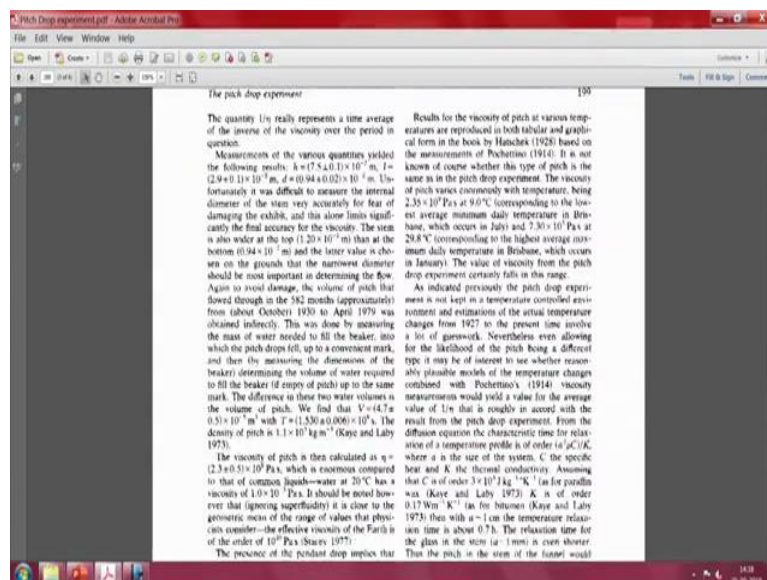 Pitch Drop experiment.pdf - Adobe Acrobat Pro
File Edit View Window Help
Open Create Customize
2 of 6 Tools Fill & Sign Comment
The pitch drop experiment 199
The quantity 1/η really represents a time average
of the inverse of the viscosity over the period in
question.
Measurements of the various quantities yielded
the following results: h=(7.5±0.1)×10⁻² m, l=
(2.9±0.1)×10⁻² m, d=(0.94±0.02)×10⁻² m. Un-
fortunately it was difficult to measure the internal
diameter of the stem very accurately for fear of
damaging the exhibit, and this alone limits signifi-
cantly the final accuracy for the viscosity. The stem
is also wider at the top (1.20×10⁻² m) than at the
bottom (0.94×10⁻² m) and the latter value is cho-
sen on the grounds that the narrowest diameter
should be most important in determining the flow.
Again to avoid damage, the volume of pitch that
flowed through in the 582 months (approximately)
from (about October) 1930 to April 1979 was
obtained indirectly. This was done by measuring
the mass of water needed to fill the beaker, into
which the pitch drops fell, up to a convenient mark,
and then (by measuring the dimensions of the
beaker) determining the volume of water required
to fill the beaker (if empty of pitch) up to the same
mark. The difference in these two water volumes is
the volume of pitch. We find that V=(4.7±
0.5)×10⁻⁵ m³ with T=(1.530±0.006)×10⁹ s. The
density of pitch is 1.1×10³ kg m⁻³ (Kaye and Laby
1973).
The viscosity of pitch is then calculated as η=
(2.3±0.5)×10⁸ Pa s, which is enormous compared
to that of common liquids—water at 20 °C has a
viscosity of 1.0×10⁻³ Pa s. It should be noted how-
ever that (ignoring superfluidity) it is close to the
geometric mean of the range of values that physi-
cists consider—the effective viscosity of the Earth is
of the order of 10²⁰ Pa s (Stacey 1977)
The presence of the pendant drop implies that
Results for the viscosity of pitch at various temp-
eratures are reproduced in both tabular and graphi-
cal form in the book by Hatschek (1928) based on
the measurements of Pochettino (1914). It is not
known of course whether this type of pitch is the
same as in the pitch drop experiment. The viscosity
of pitch varies enormously with temperature, being
at 9.0 °C (corresponding to the low-
est average minimum daily temperature in Bris-
bane, which occurs in July) and Pa s at
29.8 °C (corresponding to the highest average max-
imum daily temperature in Brisbane, which occurs
in January). The value of viscosity from the pitch
drop experiment certainly falls in this range.
As indicated previously the pitch drop experi-
ment is not kept in a temperature controlled envi-
ronment and estimations of the actual temperature
changes from 1927 to the present time involve
a lot of guesswork. Nevertheless even allowing
for the likelihood of the pitch being a different
type it may be of interest to see whether reason-
ably plausible models of the temperature changes
combined with Pochettino's (1914) viscosity
measurements would yield a value for the average
value of 1/η that is roughly in accord with the
result from the pitch drop experiment. From the
diffusion equation the characteristic time for relax-
ation of a temperature profile is of order (a²ρC)/K,
where a is the size of the system, C the specific
heat and K the thermal conductivity. Assuming
that C is of order 3×10³ J kg⁻¹ K⁻¹ (as for paraffin
wax (Kaye and Laby 1973) K is of order
0.17 Wm⁻¹ K⁻¹ (as for bitumen (Kaye and Laby
1973) then with a~1 cm the temperature relaxa-
tion time is about 0.7 h. The relaxation time for
the glass in the stem (a~1 mm) is even shorter.
Thus the pitch in the stem of the funnel would
14:38